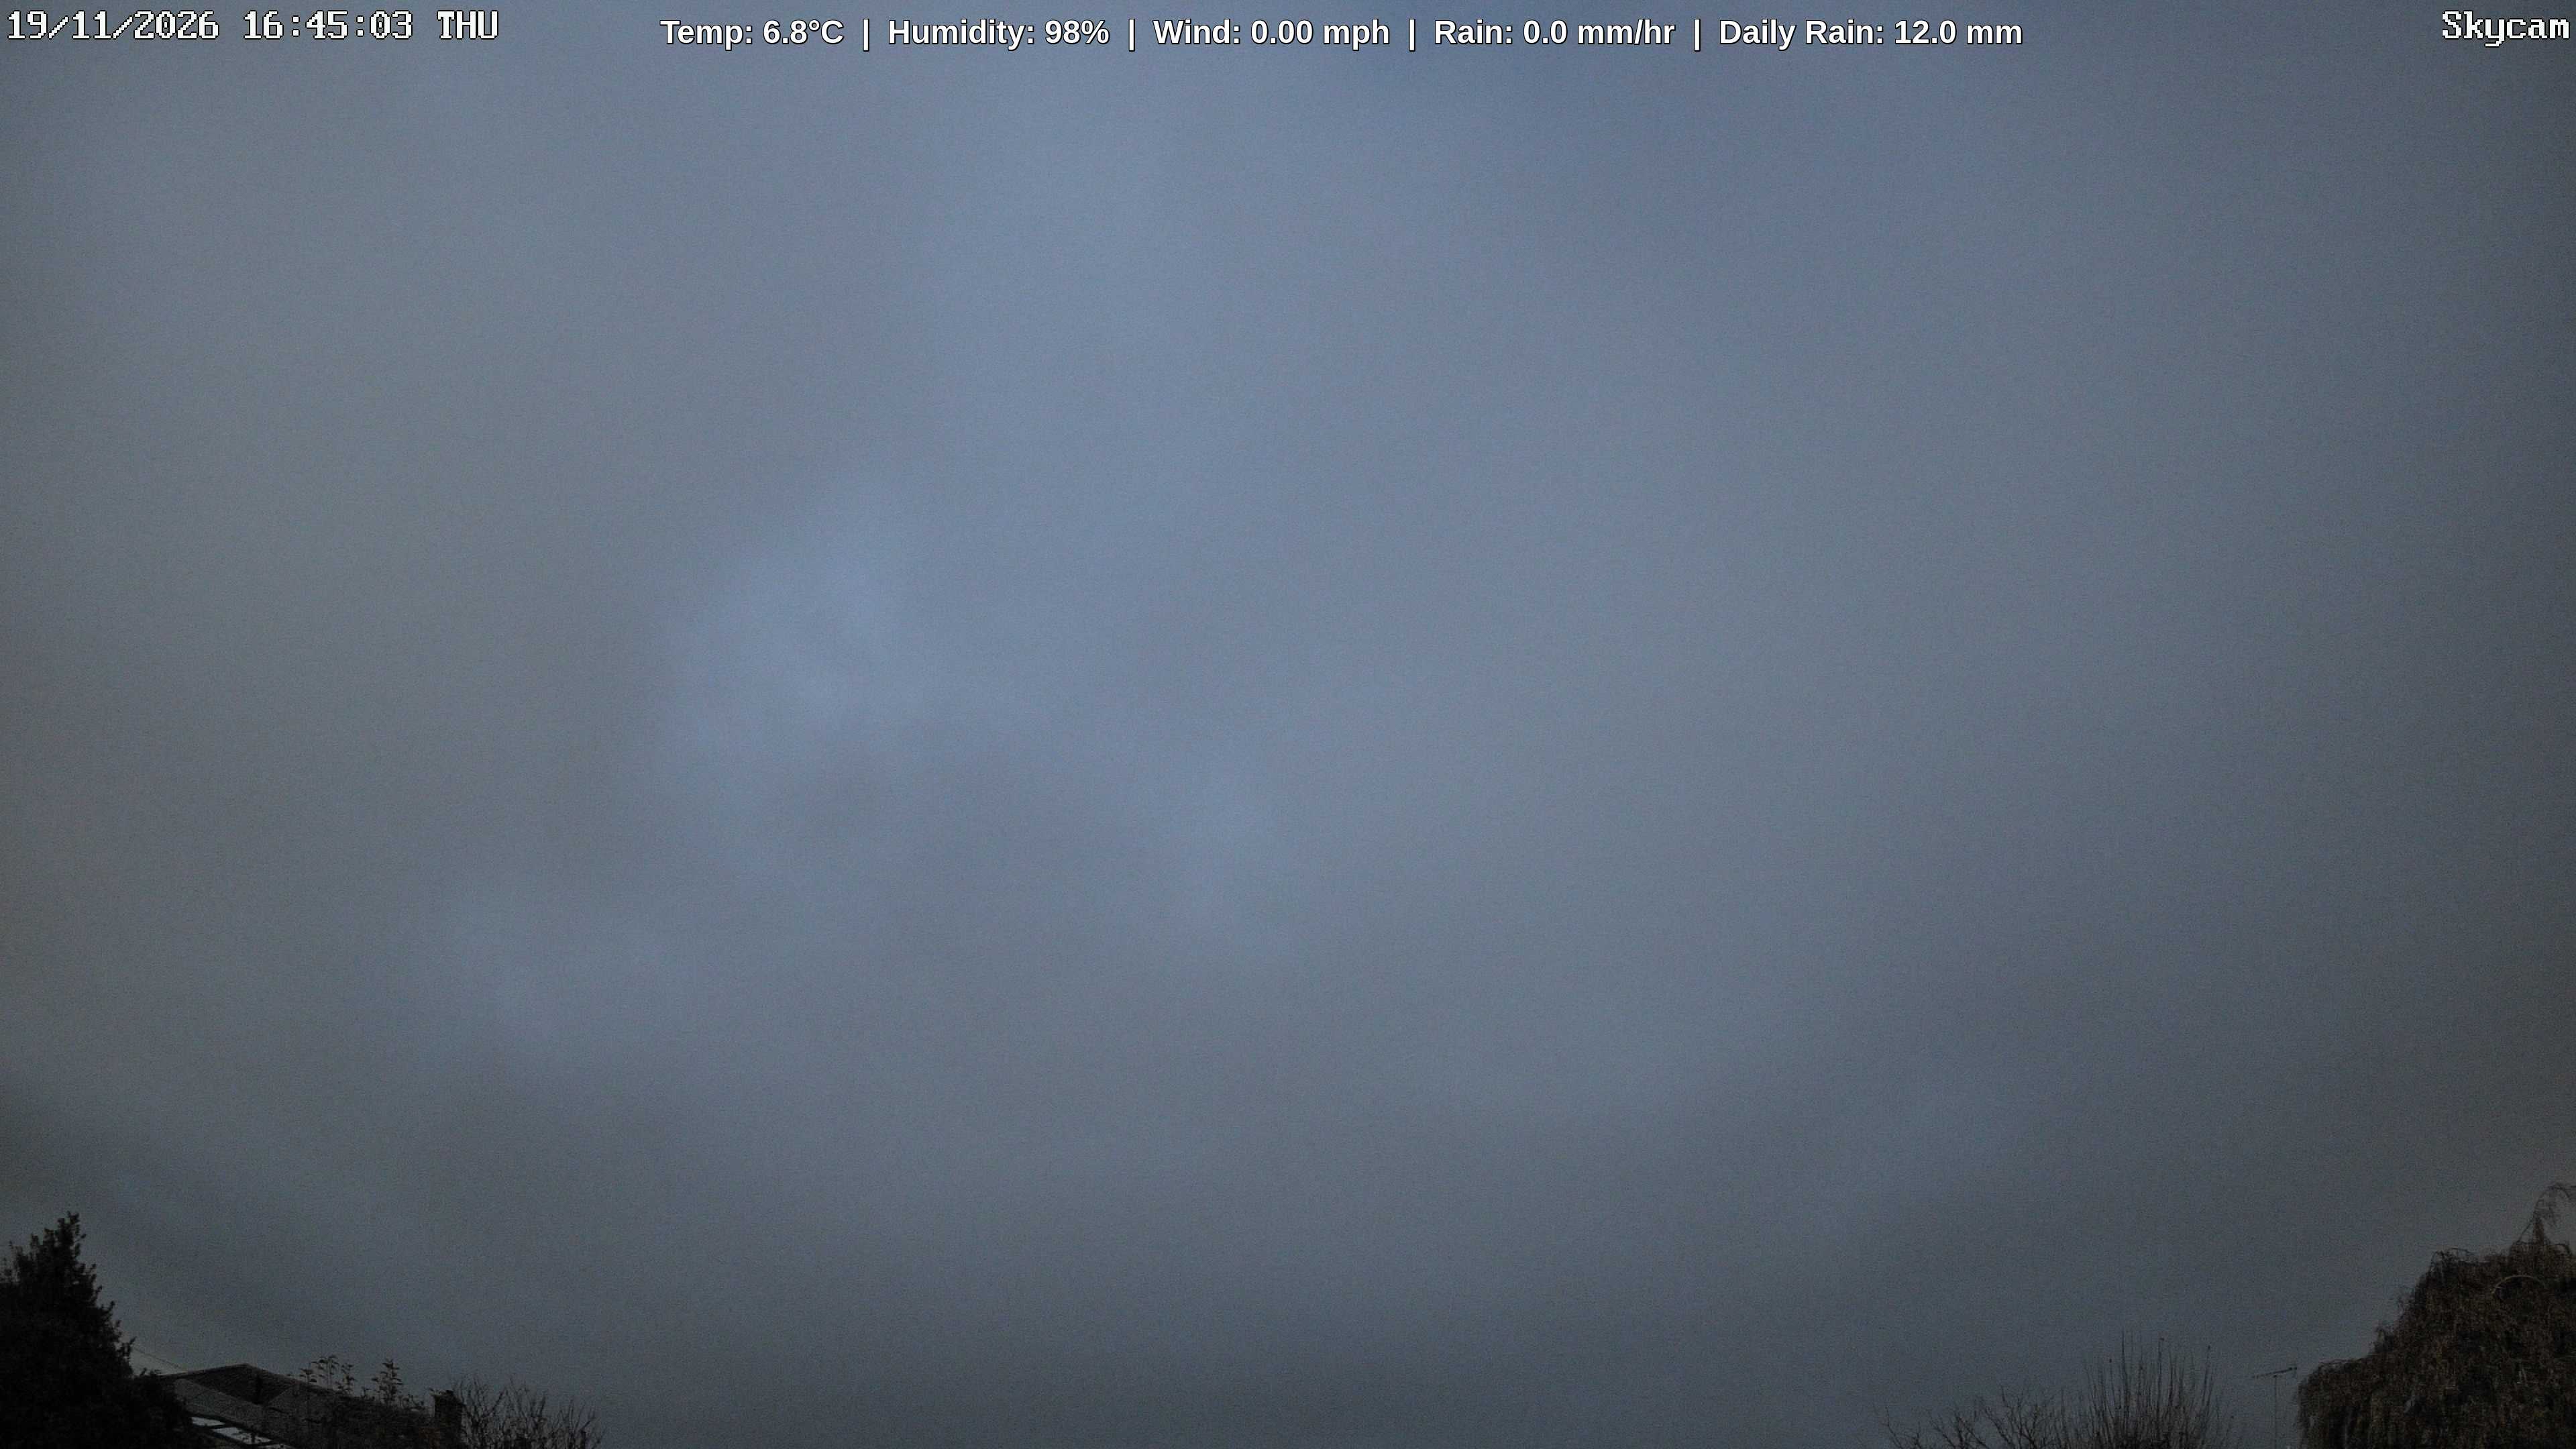 19/11/2026 16:45:03 THU
Temp: 6.8°C | Humidity: 98% | Wind: 0.00 mph | Rain: 0.0 mm/hr | Daily Rain: 12.0 mm
Skycam